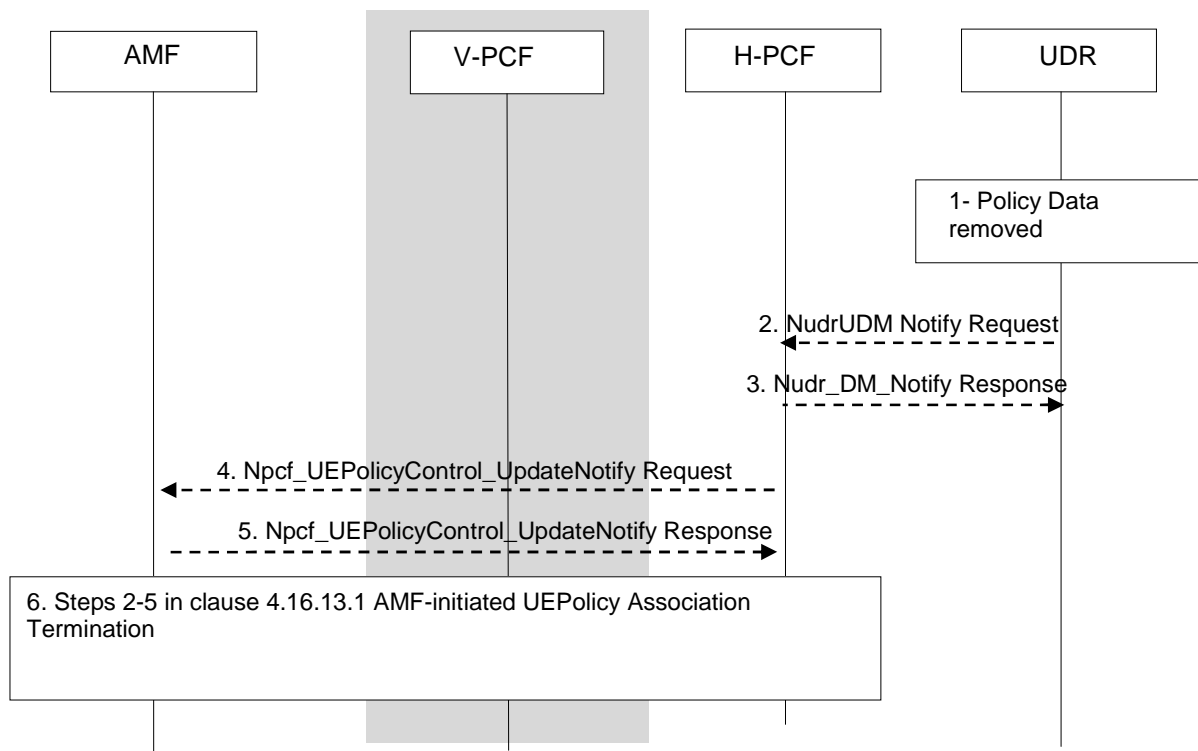 AMF
V-PCF
H-PCF
UDR
1- Policy Data
removed
2. NudrUDM Notify Request
3. Nudr_DM_Notify Response
4. Npcf_UEPolicyControl_UpdateNotify Request
5. Npcf_UEPolicyControl_UpdateNotify Response
6. Steps 2-5 in clause 4.16.13.1 AMF-initiated UEPolicy Association
Termination